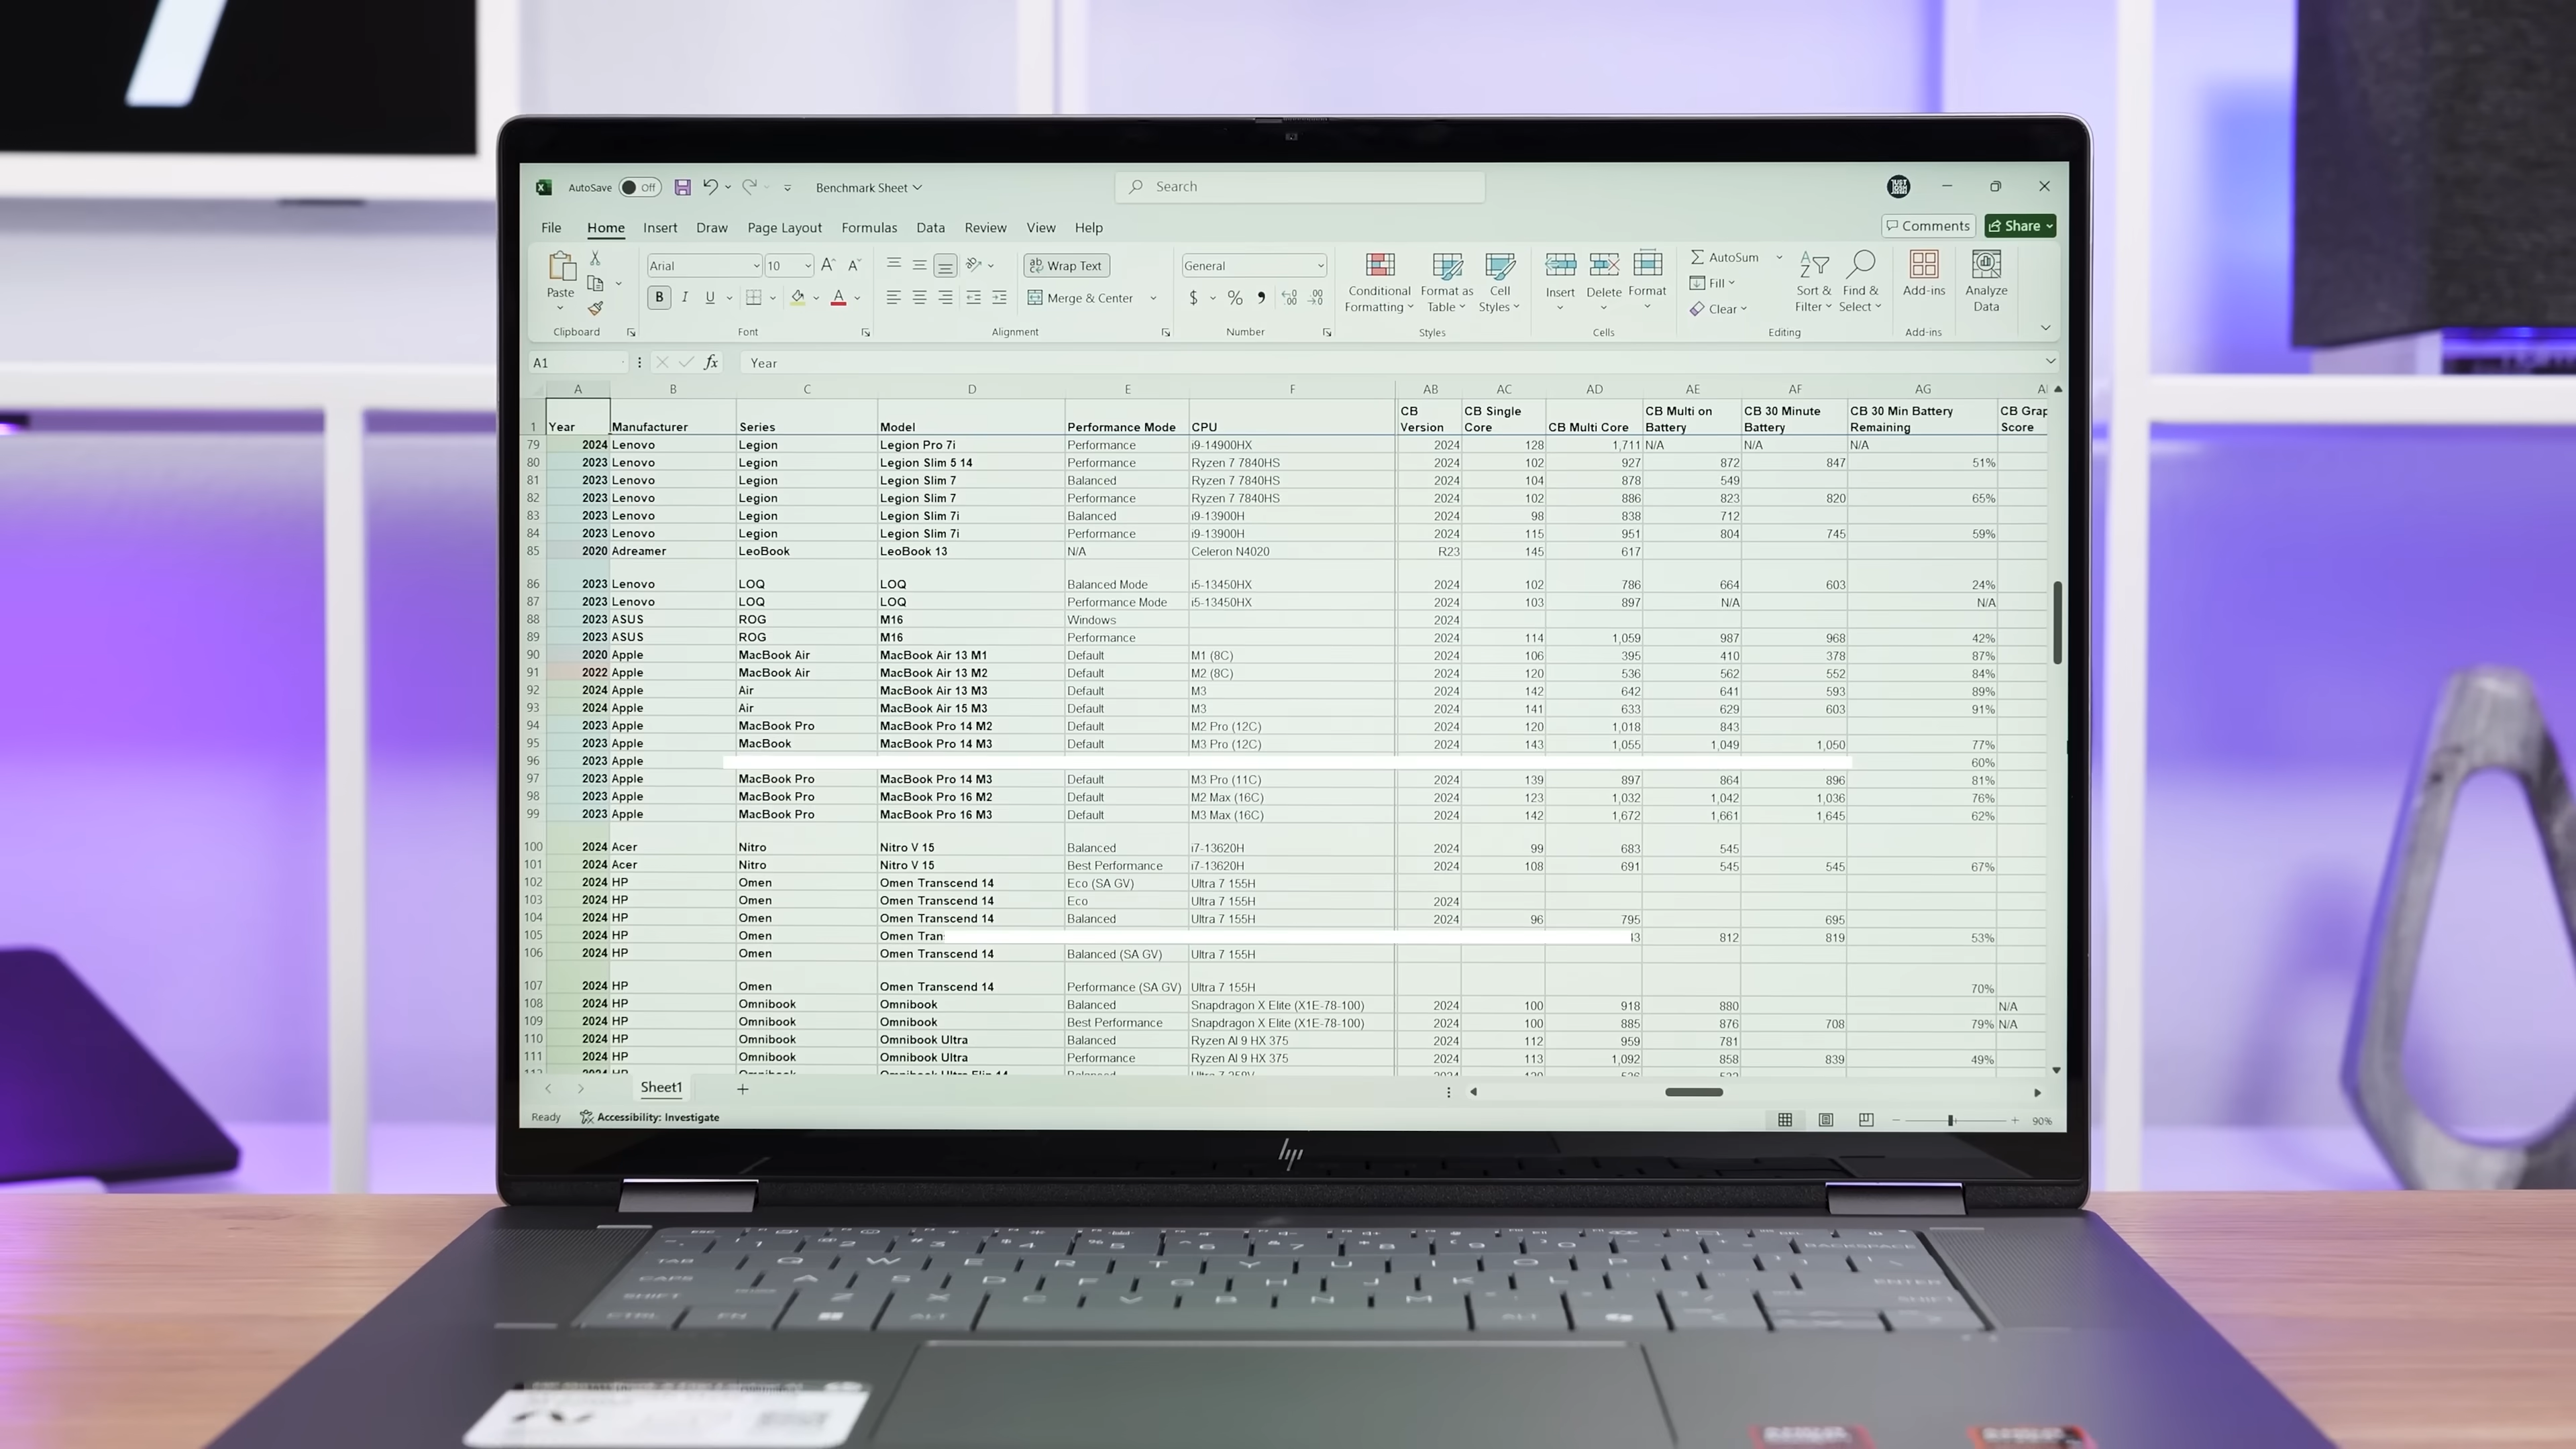 AutoSave Off Benchmark Sheet Search
File Home Insert Draw Page Layout Formulas Data Review View Help Comments Share
Paste Arial 10 Wrap Text General Conditional Formatting Format as Table Cell Styles Insert Delete Format AutoSum Fill Clear Sort & Filter Find & Select Add-ins Analyze Data
B I U Merge & Center $ %
Clipboard Font Alignment Number Styles Cells Editing Add-ins
A1 fx Year
A B C D E F AB AC AD AE AF AG
1 Year Manufacturer Series Model Performance Mode CPU CB Version CB Single Core CB Multi Core CB Multi on Battery CB 30 Minute Battery CB 30 Min Battery Remaining CB Grap Score
79 2024 Lenovo Legion Legion Pro 7i Performance i9-14900HX 2024 128 1,711 N/A N/A N/A
80 2023 Lenovo Legion Legion Slim 5 14 Performance Ryzen 7 7840HS 2024 102 927 872 847 51%
81 2023 Lenovo Legion Legion Slim 7 Balanced Ryzen 7 7840HS 2024 104 878 549
82 2023 Lenovo Legion Legion Slim 7 Performance Ryzen 7 7840HS 2024 102 886 823 820 65%
83 2023 Lenovo Legion Legion Slim 7i Balanced i9-13900H 2024 98 838 712
84 2023 Lenovo Legion Legion Slim 7i Performance i9-13900H 2024 115 951 804 745 59%
85 2020 Adreamer LeoBook LeoBook 13 N/A Celeron N4020 R23 145 617
86 2023 Lenovo LOQ LOQ Balanced Mode i5-13450HX 2024 102 786 664 603 24%
87 2023 Lenovo LOQ LOQ Performance Mode i5-13450HX 2024 103 897 N/A N/A
88 2023 ASUS ROG M16 Windows 2024
89 2023 ASUS ROG M16 Performance 2024 114 1,059 987 968 42%
90 2020 Apple MacBook Air MacBook Air 13 M1 Default M1 (8C) 2024 106 395 410 378 87%
91 2022 Apple MacBook Air MacBook Air 13 M2 Default M2 (8C) 2024 120 536 562 552 84%
92 2024 Apple Air MacBook Air 13 M3 Default M3 2024 142 642 641 593 89%
93 2024 Apple Air MacBook Air 15 M3 Default M3 2024 141 633 629 603 91%
94 2023 Apple MacBook Pro MacBook Pro 14 M2 Default M2 Pro (12C) 2024 120 1,018 843
95 2023 Apple MacBook MacBook Pro 14 M3 Default M3 Pro (12C) 2024 143 1,055 1,049 1,050 77%
96 2023 Apple 60%
97 2023 Apple MacBook Pro MacBook Pro 14 M3 Default M3 Pro (11C) 2024 139 897 864 896 81%
98 2023 Apple MacBook Pro MacBook Pro 16 M2 Default M2 Max (16C) 2024 123 1,032 1,042 1,036 76%
99 2023 Apple MacBook Pro MacBook Pro 16 M3 Default M3 Max (16C) 2024 142 1,672 1,661 1,645 62%
100 2024 Acer Nitro Nitro V 15 Balanced i7-13620H 2024 99 683 545
101 2024 Acer Nitro Nitro V 15 Best Performance i7-13620H 2024 108 691 545 545 67%
102 2024 HP Omen Omen Transcend 14 Eco (SA GV) Ultra 7 155H
103 2024 HP Omen Omen Transcend 14 Eco Ultra 7 155H 2024
104 2024 HP Omen Omen Transcend 14 Balanced Ultra 7 155H 2024 96 795 695
105 2024 HP Omen Omen Tran 812 819 53%
106 2024 HP Omen Omen Transcend 14 Balanced (SA GV) Ultra 7 155H
107 2024 HP Omen Omen Transcend 14 Performance (SA GV) Ultra 7 155H 70%
108 2024 HP Omnibook Omnibook Balanced Snapdragon X Elite (X1E-78-100) 2024 100 918 880 N/A
109 2024 HP Omnibook Omnibook Best Performance Snapdragon X Elite (X1E-78-100) 2024 100 885 876 708 79% N/A
110 2024 HP Omnibook Omnibook Ultra Balanced Ryzen AI 9 HX 375 2024 112 959 781
111 2024 HP Omnibook Omnibook Ultra Performance Ryzen AI 9 HX 375 2024 113 1,092 858 839 49%
Sheet1
Ready Accessibility: Investigate 90%
hp
1 2 3 4 5 6 7 8 9 0 BACKSPACE
TAB Q W E R T Y U I O P
CAPS A S D F G H J K L ENTER
SHIFT Z X C V B N M SHIFT
CTRL FN ALT ALT